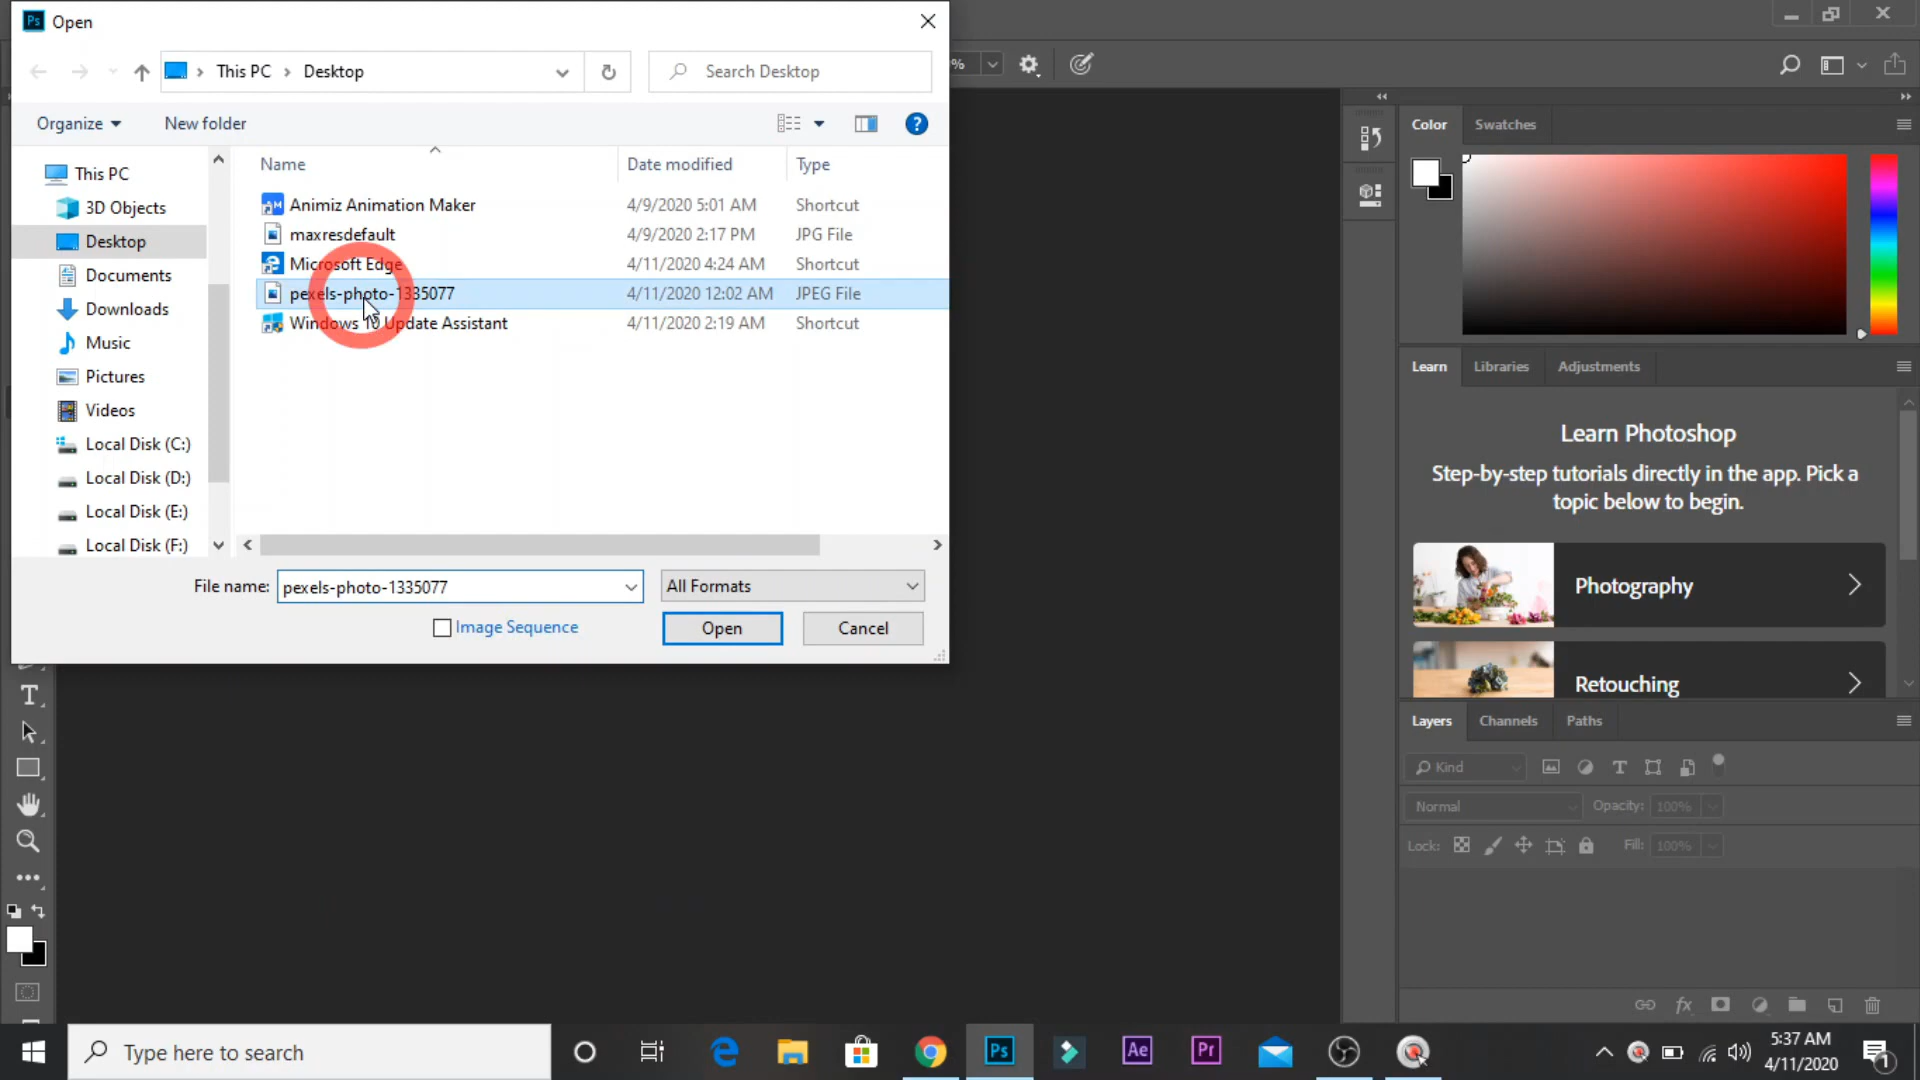 Ps Open
This PC > Desktop
Search Desktop
Organize
New folder
Name
Date modified
Type
This PC
3D Objects
Desktop
Documents
Downloads
Music
Pictures
Videos
Local Disk (C:)
Local Disk (D:)
Local Disk (E:)
Local Disk (F:)
Animiz Animation Maker 4/9/2020 5:01 AM Shortcut
maxresdefault 4/9/2020 2:17 PM JPG File
Microsoft Edge 4/11/2020 4:24 AM Shortcut
pexels-photo-1335077 4/11/2020 12:02 AM JPEG File
Windows 10 Update Assistant 4/11/2020 2:19 AM Shortcut
File name: pexels-photo-1335077
All Formats
Image Sequence
Open
Cancel
%
Color
Swatches
Learn
Libraries
Adjustments
Learn Photoshop
Step-by-step tutorials directly in the app. Pick a
topic below to begin.
Photography
Retouching
Layers
Channels
Paths
Kind
Normal
Opacity: 100%
Lock:
Fill: 100%
fx
T
Type here to search
Ps
Ae
Pr
5:37 AM
4/11/2020
1